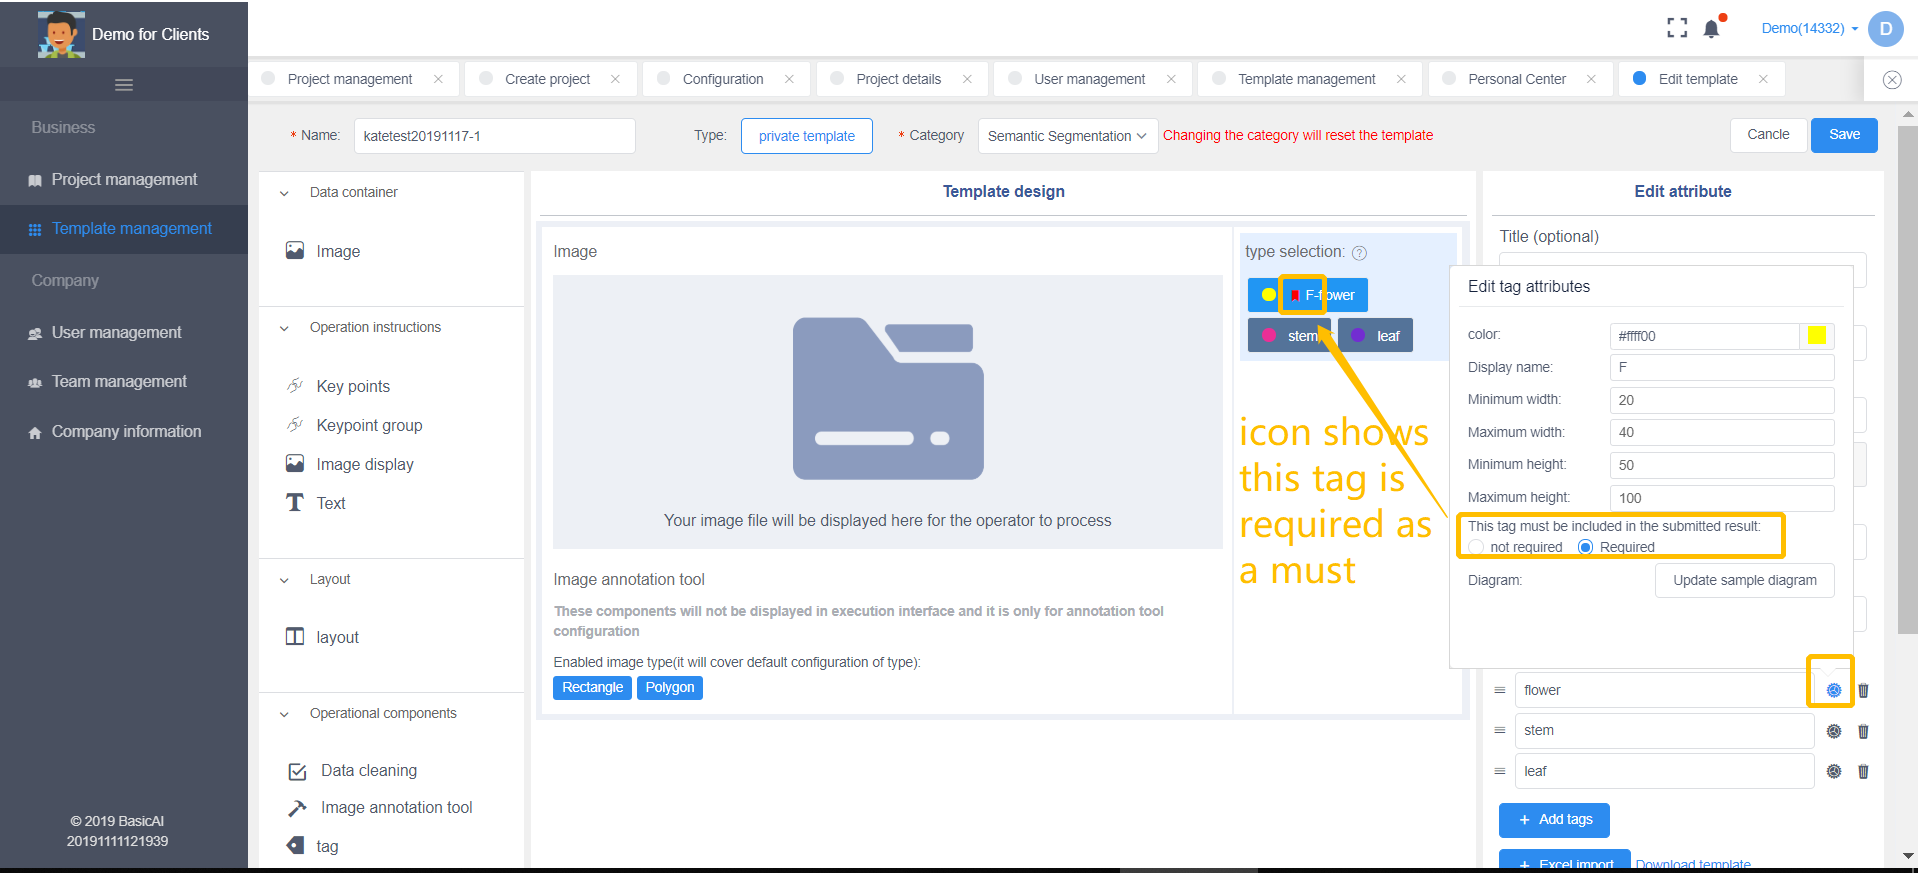 Demo for Clients
Demo(14332)
D
Project management
Create project
Configuration
Project details
User management
Template management
Personal Center
Edit template
Business
Project management
Template management
Company
User management
Team management
Company information
© 2019 BasicAI
20191111121939
* Name:
katetest20191117-1
Type:
private template
* Category
Semantic Segmentation
Changing the category will reset the template
Cancle
Save
Data container
Image
Operation instructions
Key points
Keypoint group
Image display
Text
Layout
layout
Operational components
Data cleaning
Image annotation tool
tag
Template design
Image
Your image file will be displayed here for the operator to process
Image annotation tool
These components will not be displayed in execution interface and it is only for annotation tool
configuration
Enabled image type(it will cover default configuration of type):
Rectangle
Polygon
type selection: ?
F-flower
stem
leaf
icon shows
this tag is
required as
a must
Edit attribute
Title (optional)
Edit tag attributes
color:
#ffff00
Display name:
F
Minimum width:
20
Maximum width:
40
Minimum height:
50
Maximum height:
100
This tag must be included in the submitted result:
not required
Required
Diagram:
Update sample diagram
flower
stem
leaf
+ Add tags
+ Excel import
Download template